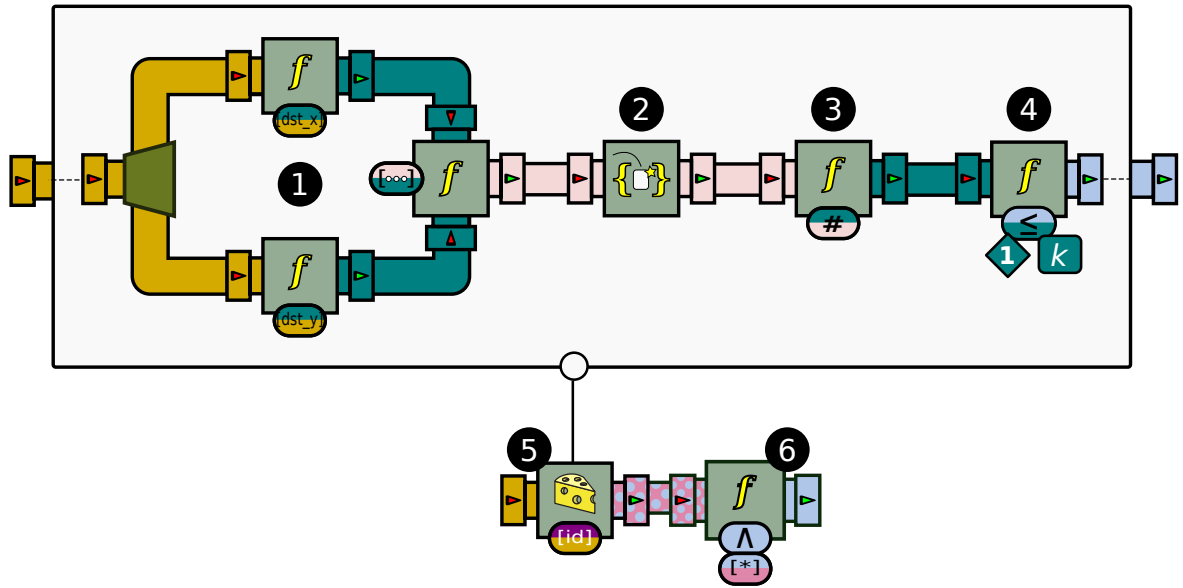 f
[dst_x]
2
3
4
1
[ooo]
f
{ }
f
#
f
≤
1
k
f
[dst_y]
5
[id]
6
f
∧
[*]